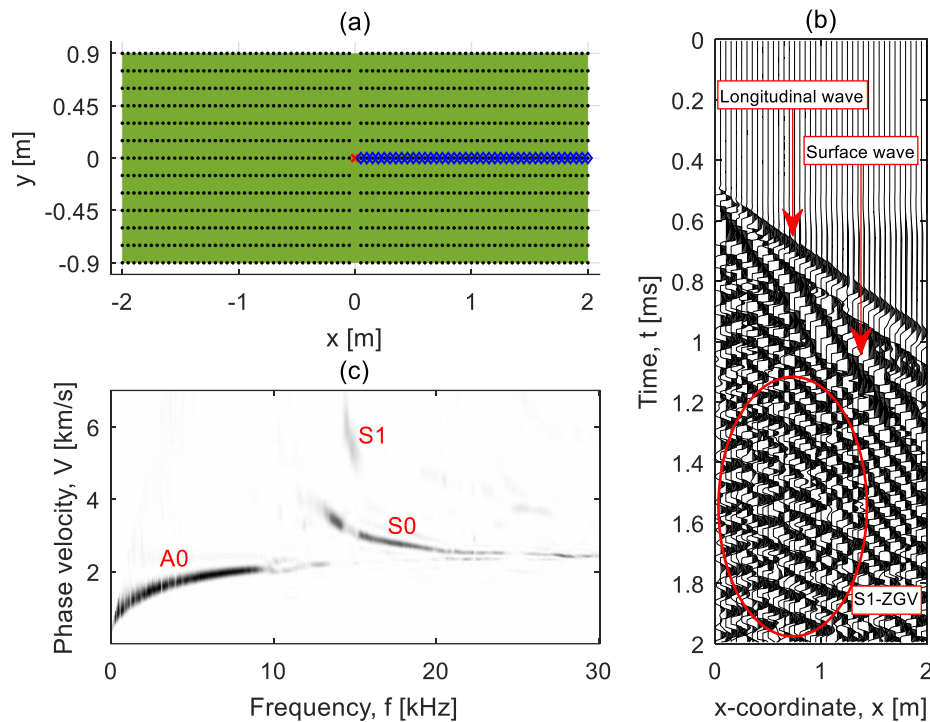 (a)
0.9
0.45
0
-0.45
-0.9
y [m]
-2
-1
0
1
2
x [m]
(b)
0
0.2
0.4
0.6
0.8
1
1.2
1.4
1.6
1.8
2
Time, t [ms]
Longitudinal wave
Surface wave
S1-ZGV
0
1
2
x-coordinate, x [m]
(c)
6
4
2
Phase velocity, V [km/s]
S1
S0
A0
0
10
20
30
Frequency, f [kHz]